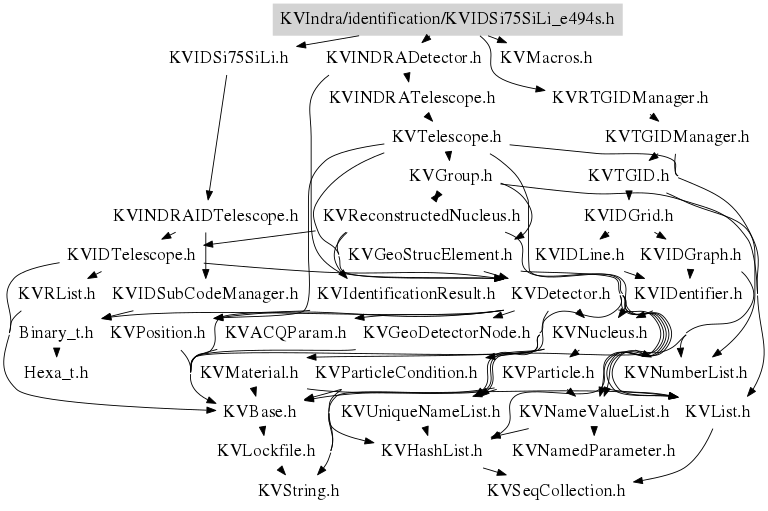 KVIndra/identification/KVIDSi75SiLi_e494s.h
KVIDSi75SiLi.h KVINDRADetector.h KVMacros.h
KVINDRATelescope.h KVRTGIDManager.h
KVTelescope.h KVTGIDManager.h
KVGroup.h KVTGID.h
KVINDRAIDTelescope.h KVReconstructedNucleus.h KVIDGrid.h
KVIDTelescope.h KVGeoStrucElement.h KVIDLine.h KVIDGraph.h
KVRList.h KVIDSubCodeManager.h KVIdentificationResult.h KVDetector.h KVIDentifier.h
Binary_t.h KVPosition.h KVACQParam.h KVGeoDetectorNode.h KVNucleus.h
Hexa_t.h KVMaterial.h KVParticleCondition.h KVParticle.h KVNumberList.h
KVBase.h KVUniqueNameList.h KVNameValueList.h KVList.h
KVLockfile.h KVHashList.h KVNamedParameter.h
KVString.h KVSeqCollection.h